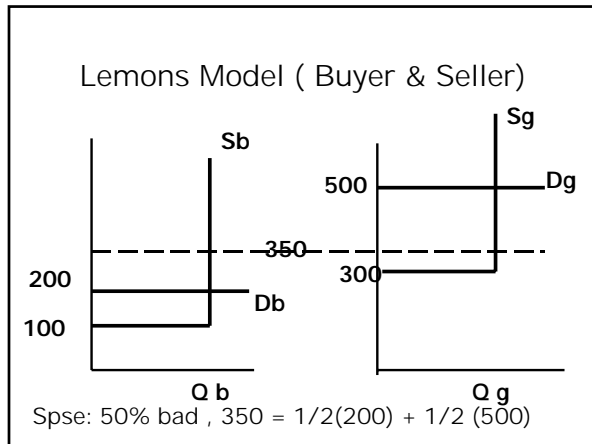 Lemons Model ( Buyer & Seller)
Sb
Sg
500
Dg
350
200
300
Db
100
Q b
Q g
Spse: 50% bad , 350 = 1/2(200) + 1/2 (500)